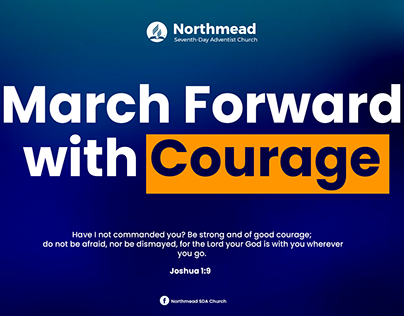 Northmead
Seventh-Day Adventist Church
March Forward
with Courage
Have I not commanded you? Be strong and of good courage;
do not be afraid, nor be dismayed, for the Lord your God is with you wherever
you go.
Joshua 1:9
Northmead SDA Church